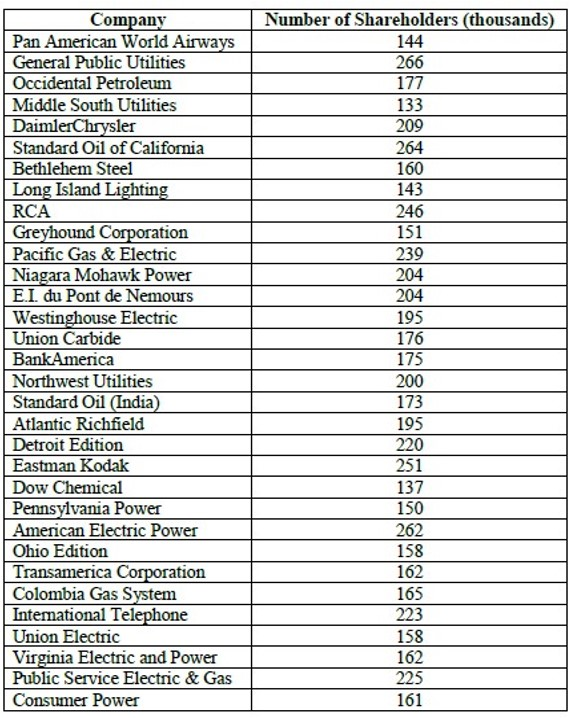 Company Number of Shareholders (thousands)
Pan American World Airways 144
General Public Utilities 266
Occidental Petroleum 177
Middle South Utilities 133
DaimlerChrysler 209
Standard Oil of California 264
Bethlehem Steel 160
Long Island Lighting 143
RCA 246
Greyhound Corporation 151
Pacific Gas & Electric 239
Niagara Mohawk Power 204
E.I. du Pont de Nemours 204
Westinghouse Electric 195
Union Carbide 176
BankAmerica 175
Northwest Utilities 200
Standard Oil (India) 173
Atlantic Richfield 195
Detroit Edition 220
Eastman Kodak 251
Dow Chemical 137
Pennsylvania Power 150
American Electric Power 262
Ohio Edition 158
Transamerica Corporation 162
Colombia Gas System 165
International Telephone 223
Union Electric 158
Virginia Electric and Power 162
Public Service Electric & Gas 225
Consumer Power 161